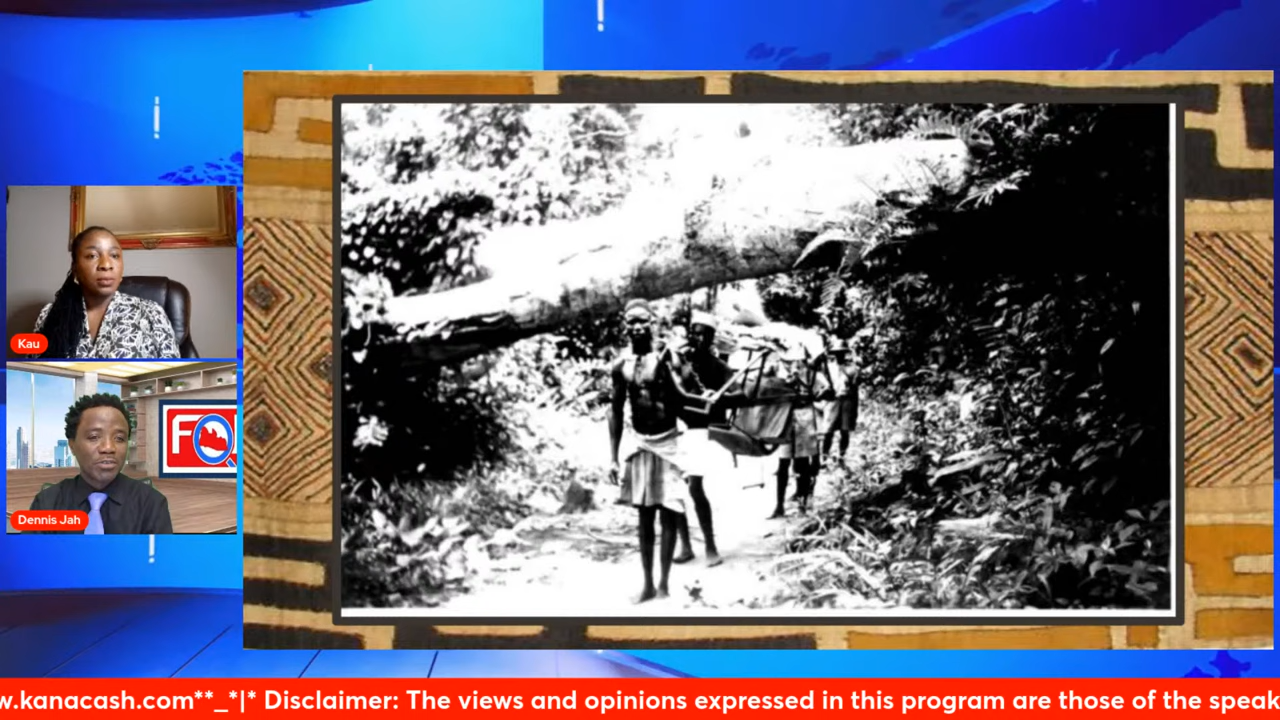 Kau
FQ
Dennis Jah
w.kanacash.com**_*|* Disclaimer: The views and opinions expressed in this program are those of the speak